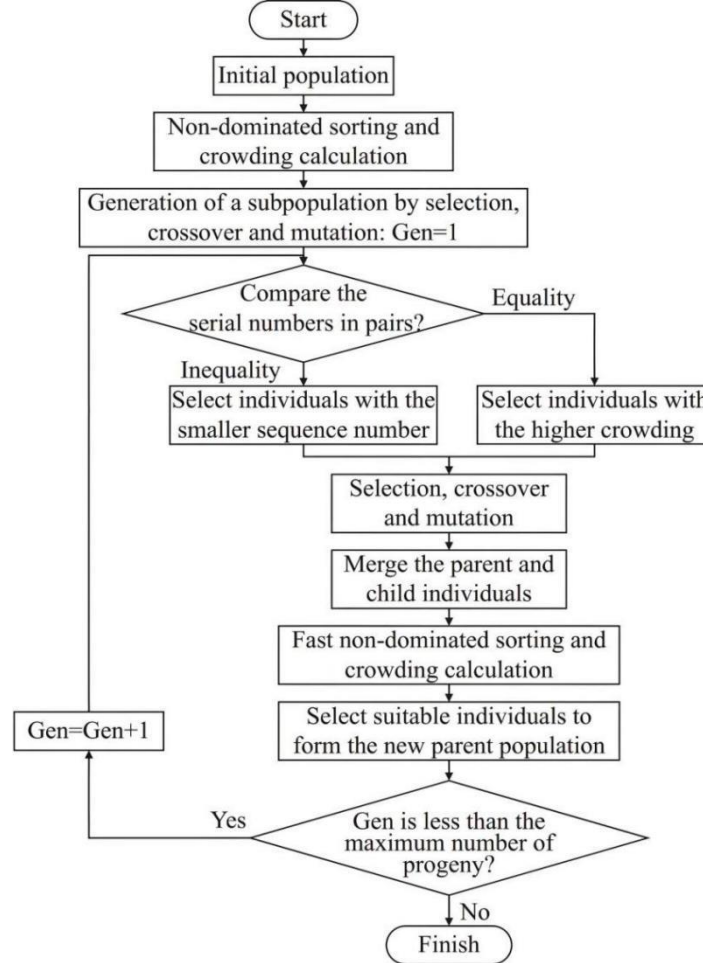 Start
Initial population
Non-dominated sorting and
crowding calculation
Generation of a subpopulation by selection,
crossover and mutation: Gen=1
Compare the
serial numbers in pairs?
Equality
Inequality
Select individuals with the
smaller sequence number
Select individuals with
the higher crowding
Selection, crossover
and mutation
Merge the parent and
child individuals
Fast non-dominated sorting and
crowding calculation
Select suitable individuals to
form the new parent population
Gen=Gen+1
Yes
Gen is less than the
maximum number of
progeny?
No
Finish